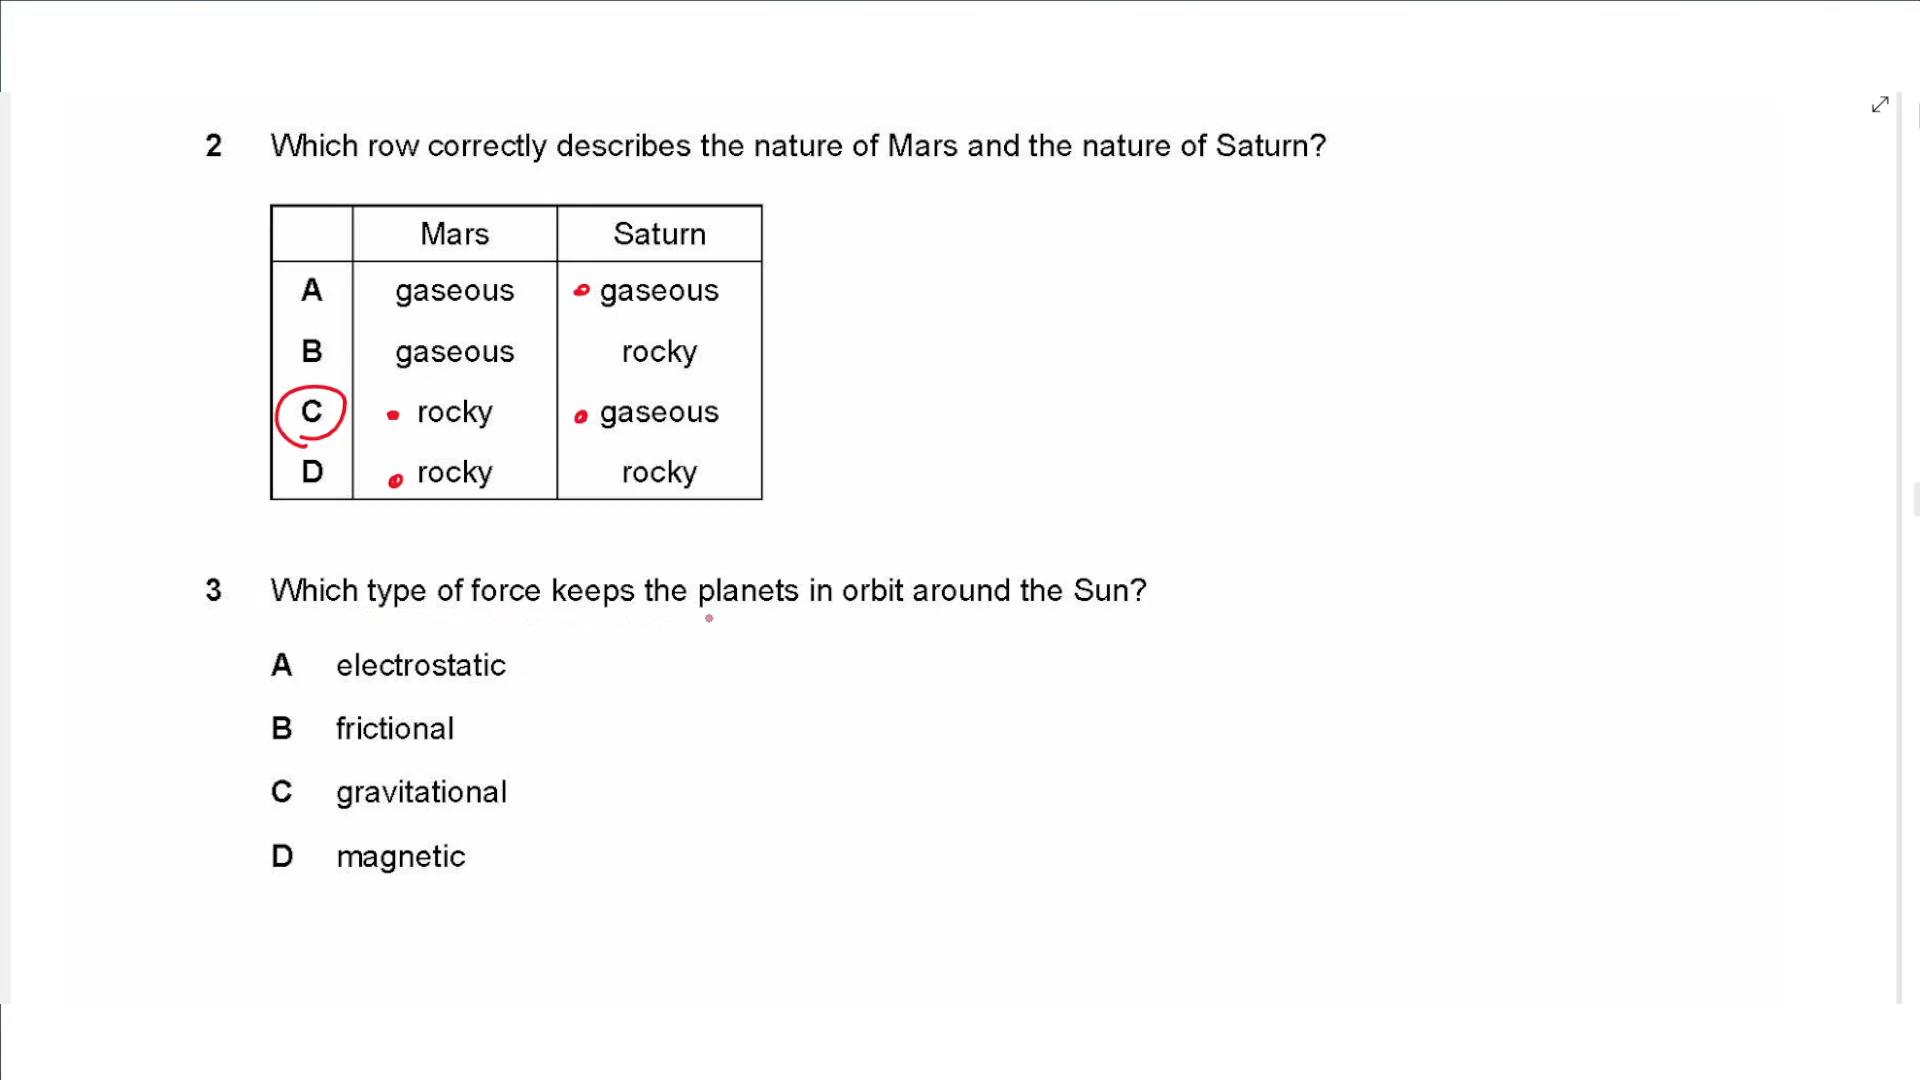 2 Which row correctly describes the nature of Mars and the nature of Saturn?
Mars Saturn
A gaseous gaseous
B gaseous rocky
C rocky gaseous
D rocky rocky
3 Which type of force keeps the planets in orbit around the Sun?
A electrostatic
B frictional
C gravitational
D magnetic